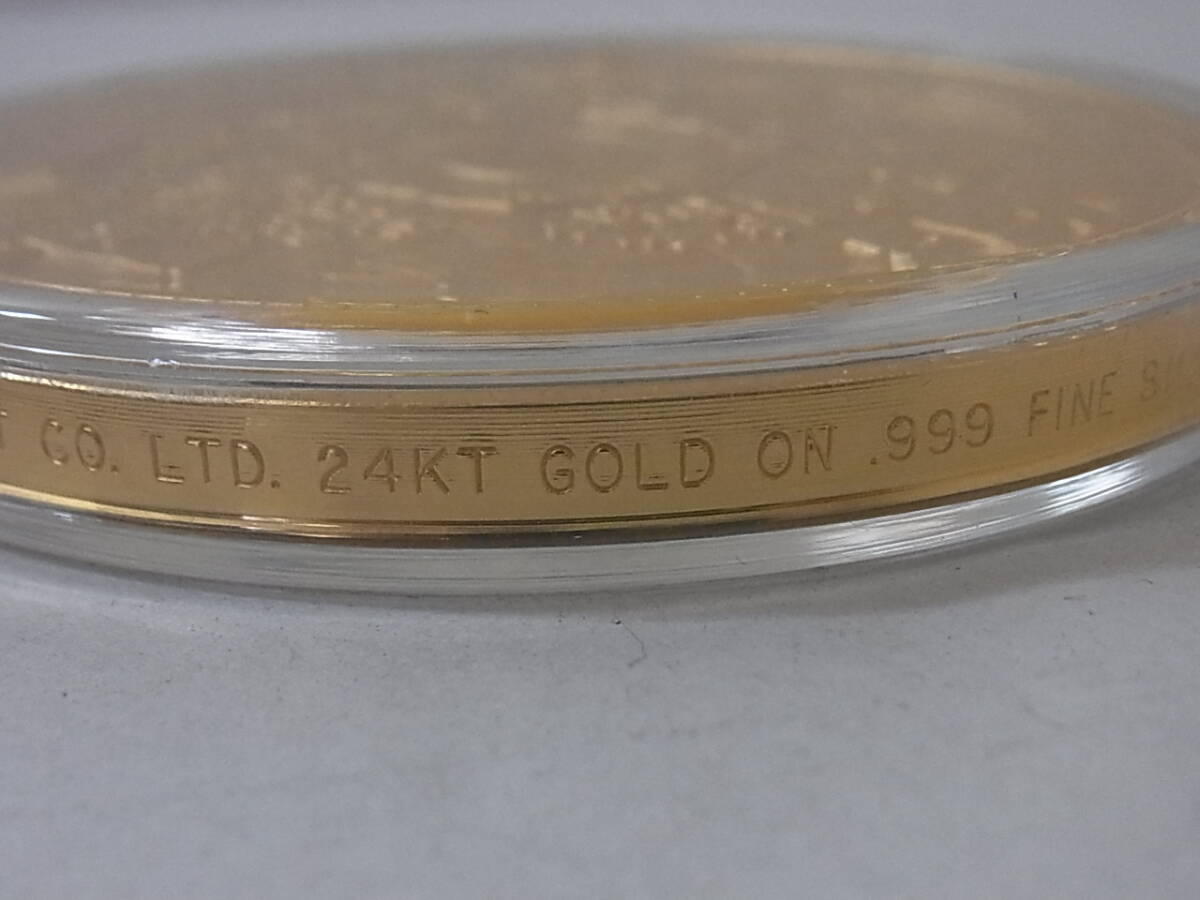 CO. LTD. 24KT GOLD ON .999 FINE